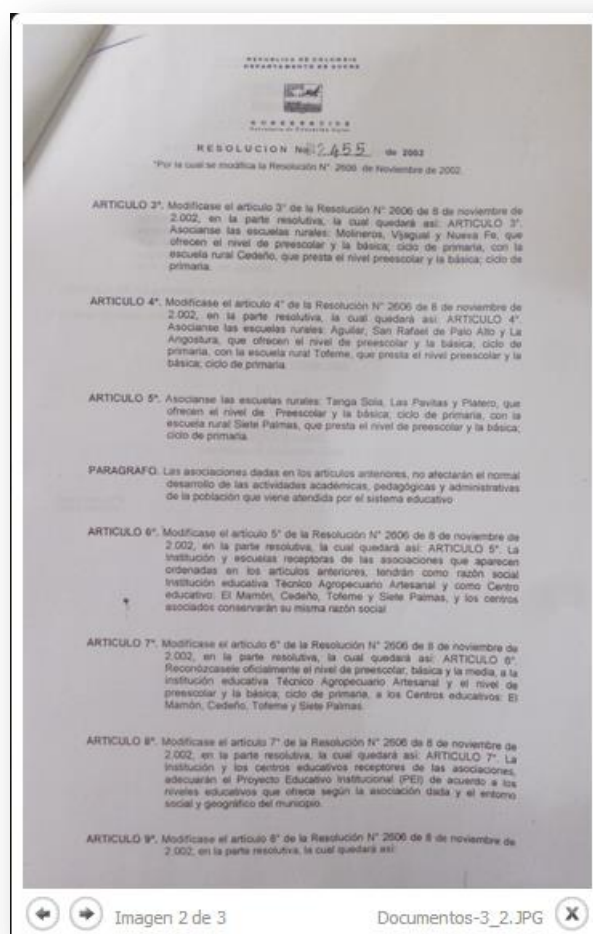 REPUBLICA DE COLOMBIA
DEPARTAMENTO DE SUCRE
RESOLUCION No 2455 de 2002
"Por la cual se modifica la Resolución N° 2606 de Noviembre de 2002
ARTICULO 3°. Modifícase el artículo 3° de la Resolución N° 2606 de 8 de noviembre de
2.002, en la parte resolutiva, la cual quedará así: ARTICULO 3°.
Asócianse las escuelas rurales: Molineros, Vijagual y Nueva Fe, que
ofrecen el nivel de preescolar y la básica; ciclo de primaria, con la
escuela rural Cedeño, que presta el nivel preescolar y la básica; ciclo de
primaria.
ARTICULO 4°. Modifícase el artículo 4° de la Resolución N° 2606 de 8 de noviembre de
2.002, en la parte resolutiva, la cual quedará así: ARTICULO 4°.
Asócianse las escuelas rurales: Aguilar, San Rafael de Palo Alto y La
Angostura, que ofrecen el nivel de preescolar y la básica; ciclo de
primaria, con la escuela rural Tofeme, que presta el nivel preescolar y la
básica; ciclo de primaria
ARTICULO 5°. Asócianse las escuelas rurales: Tanga Sola, Las Pavitas y Platero, que
ofrecen el nivel de Preescolar y la básica; ciclo de primaria, con la
escuela rural Siete Palmas, que presta el nivel de preescolar y la básica;
ciclo de primaria.
PARAGRAFO. Las asociaciones dadas en los artículos anteriores, no afectarán el normal
desarrollo de las actividades académicas, pedagógicas y administrativas
de la población que viene atendida por el sistema educativo
ARTICULO 6°. Modifícase el artículo 5° de la Resolución N° 2606 de 8 de noviembre de
2.002, en la parte resolutiva, la cual quedará así: ARTICULO 5°. La
Institución y escuelas receptoras de las asociaciones que aparecen
ordenadas en los artículos anteriores, tendrán como razón social
Institución educativa Técnico Agropecuario Artesanal y como Centro
educativo: El Mamón, Cedeño, Tofeme y Siete Palmas, y los centros
asociados conservarán su misma razón social
ARTICULO 7°. Modifícase el artículo 6° de la Resolución N° 2606 de 8 de noviembre de
2.002, en la parte resolutiva, la cual quedará así: ARTICULO 6°.
Reconózcasele oficialmente el nivel de preescolar, básica y la media, a la
institución educativa Técnico Agropecuario Artesanal y el nivel de
preescolar y la básica; ciclo de primaria, a los Centros educativos: El
Mamón, Cedeño, Tofeme y Siete Palmas.
ARTICULO 8°. Modifícase el artículo 7° de la Resolución N° 2606 de 8 de noviembre de
2.002, en la parte resolutiva, la cual quedará así: ARTICULO 7°. La
Institución y los centros educativos receptores de las asociaciones,
adecuarán el Proyecto Educativo Institucional (PEI) de acuerdo a los
niveles educativos que ofrece según la asociación dada y el entorno
social y geográfico del municipio.
ARTICULO 9°. Modifícase el artículo 8° de la Resolución N° 2606 de 8 de noviembre de
2.002, en la parte resolutiva, la cual quedará así:
Imagen 2 de 3
Documentos-3_2.JPG
X